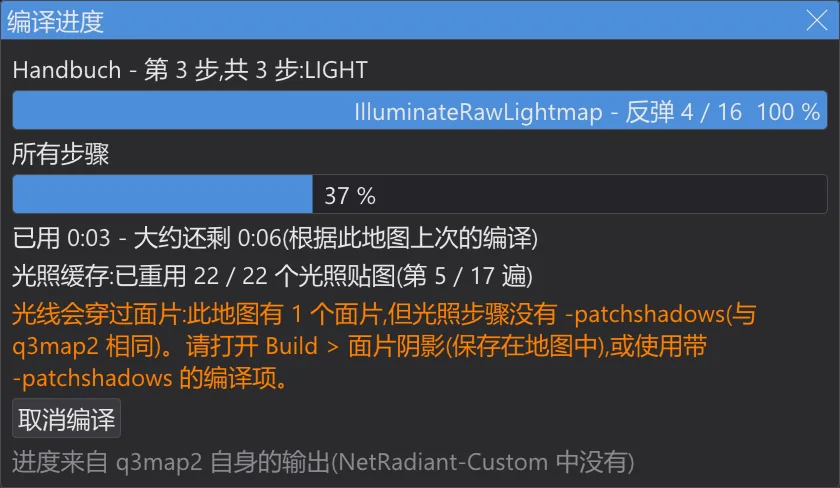 编译进度
Handbuch - 第 3 步,共 3 步:LIGHT
IlluminateRawLightmap - 反弹 4 / 16 100 %
所有步骤
37 %
已用 0:03 - 大约还剩 0:06(根据此地图上次的编译)
光照缓存:已重用 22 / 22 个光照贴图(第 5 / 17 遍)
光线会穿过面片:此地图有 1 个面片,但光照步骤没有 -patchshadows(与
q3map2 相同)。请打开 Build > 面片阴影(保存在地图中),或使用带
-patchshadows 的编译项。
取消编译
进度来自 q3map2 自身的输出(NetRadiant-Custom 中没有)